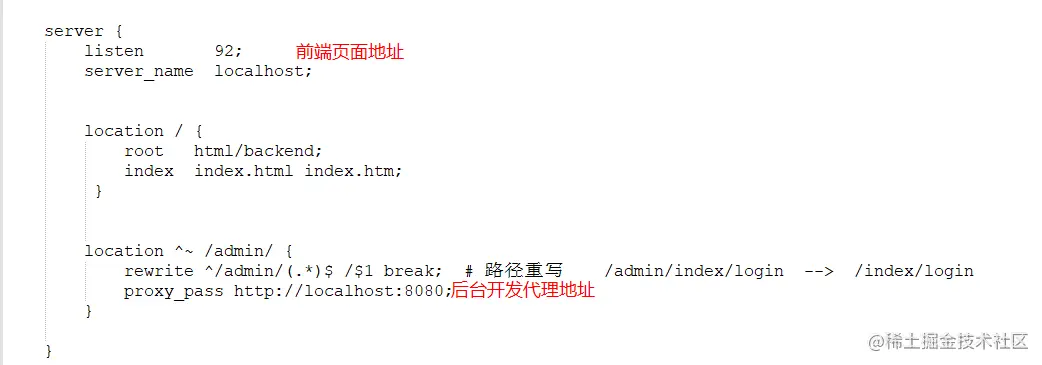 server {
listen 92; 前端页面地址
server_name localhost;
location / {
root html/backend;
index index.html index.htm;
}
location ^~ /admin/ {
rewrite ^/admin/(.*)$ /$1 break; # 路径重写 /admin/index/login --> /index/login
proxy_pass http://localhost:8080;后台开发代理地址
}
}
@稀土掘金技术社区